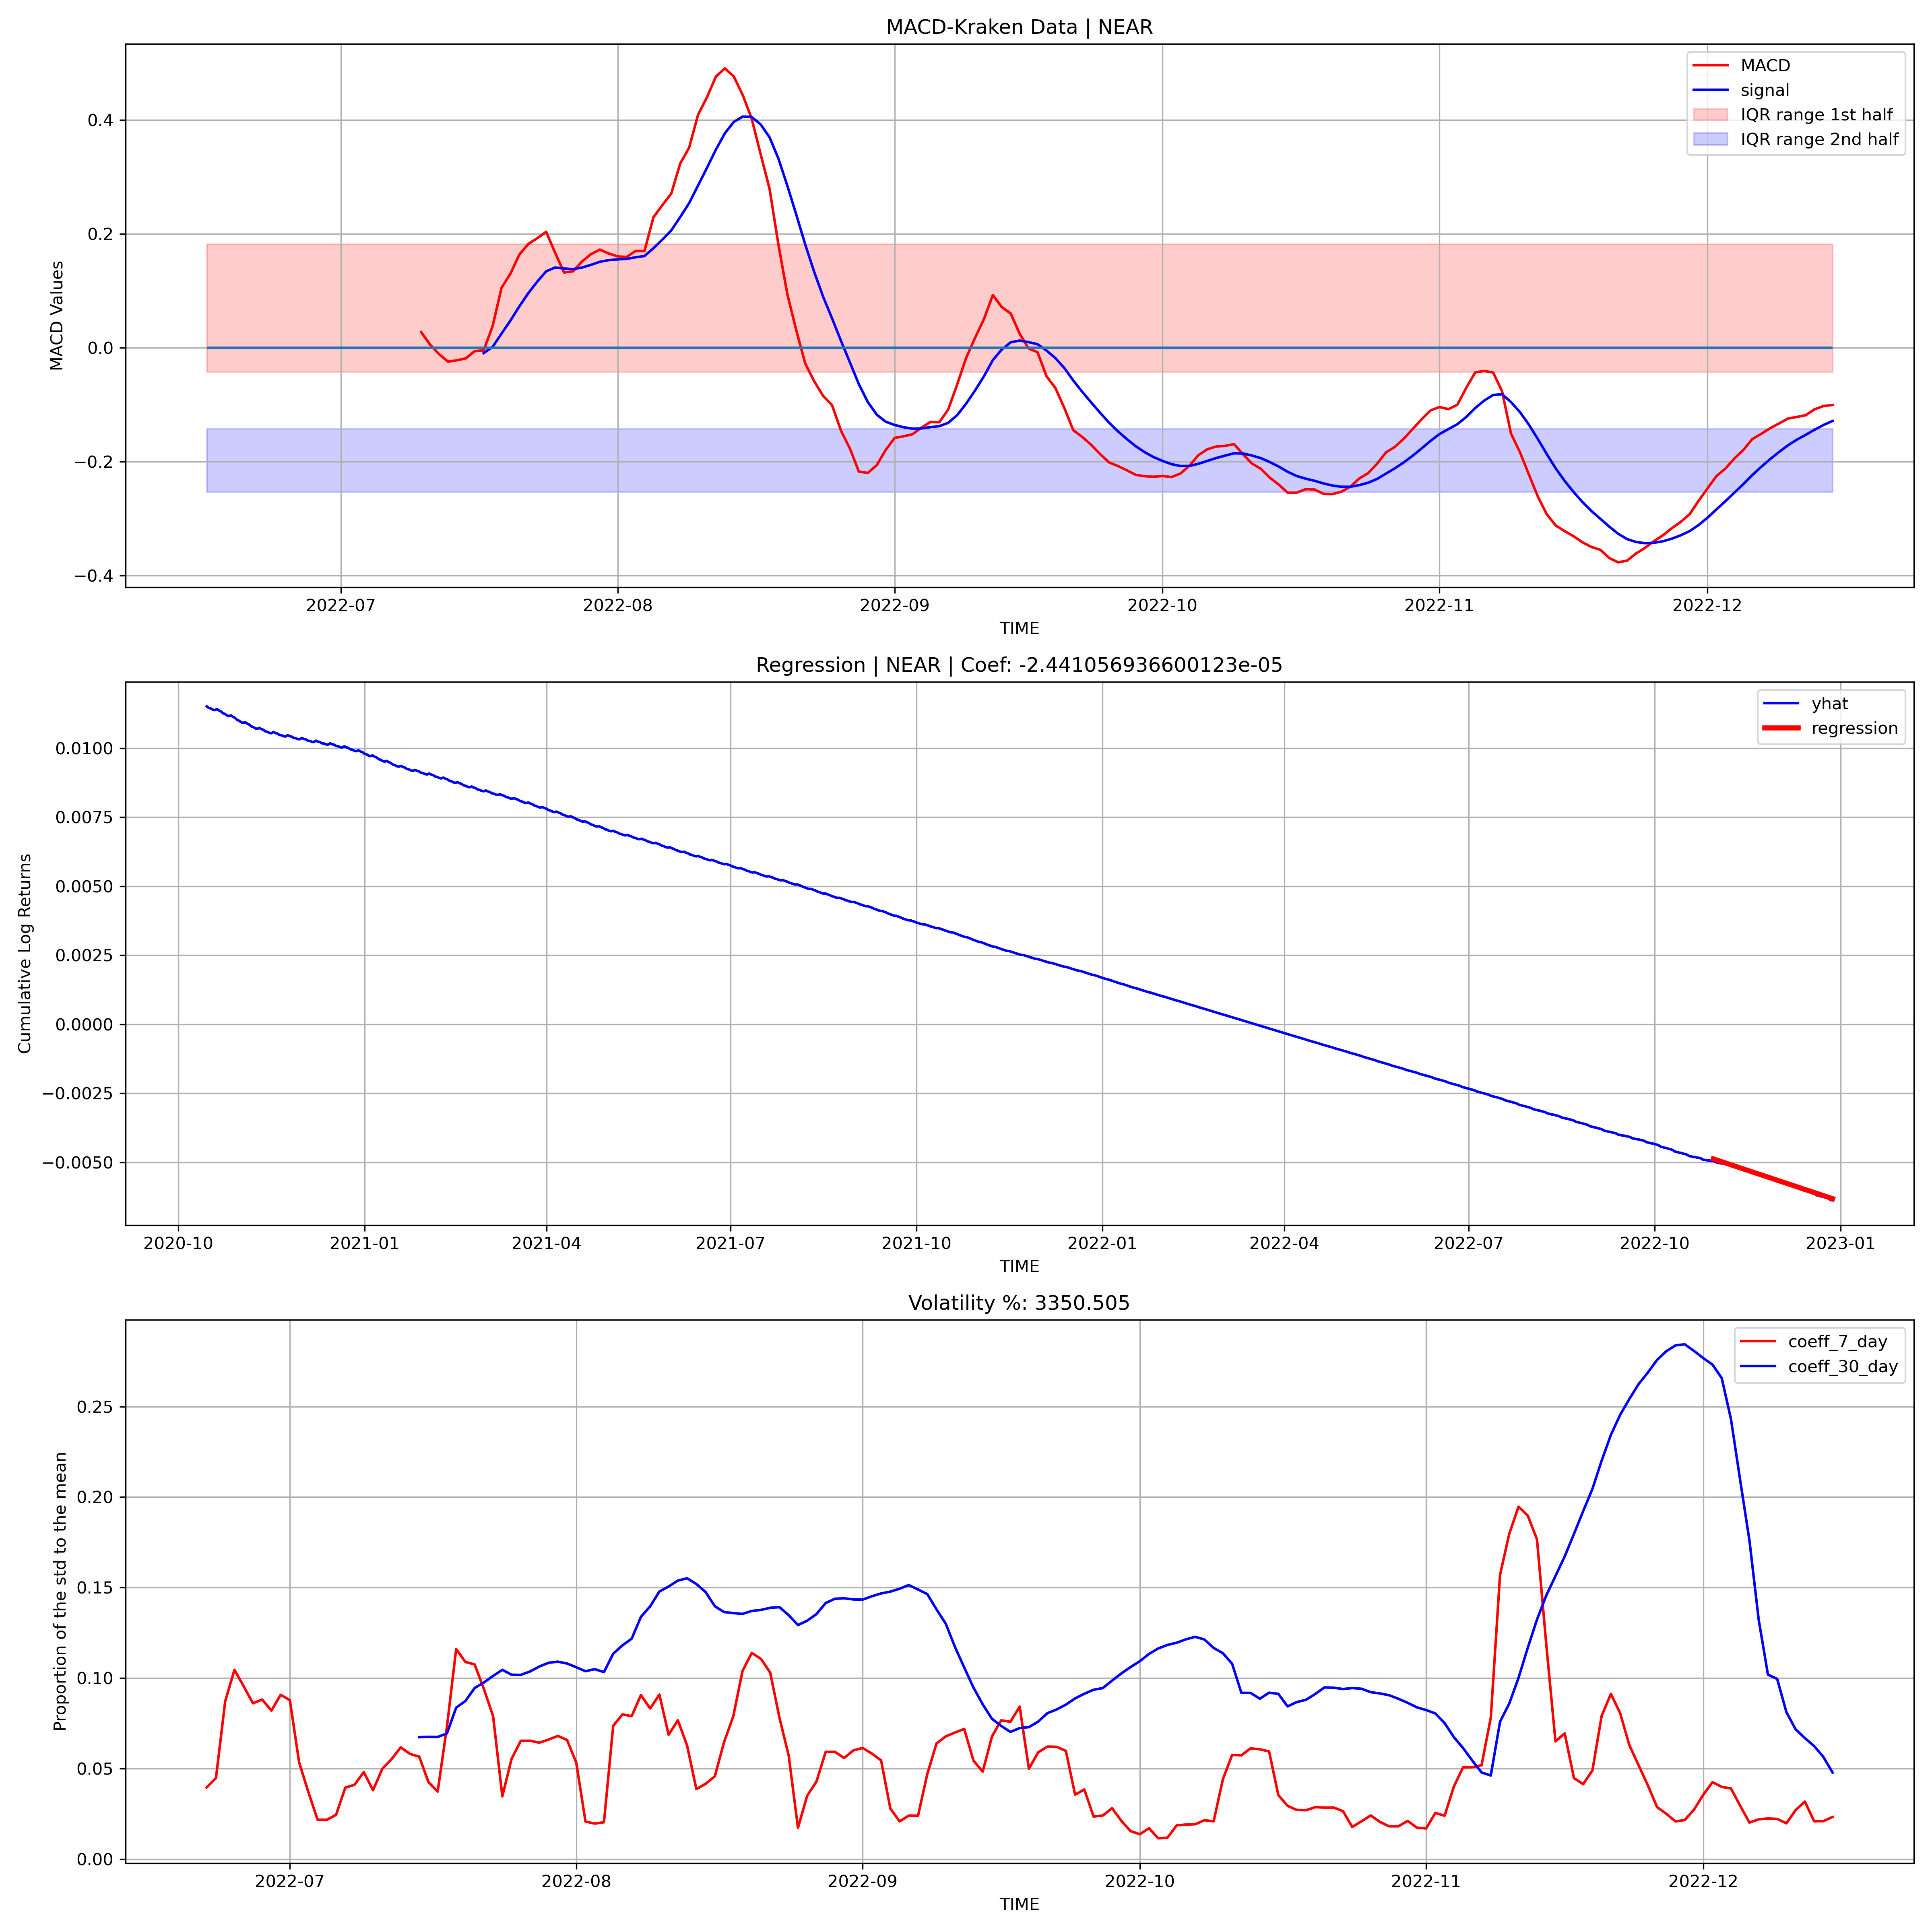 MACD-Kraken Data | NEAR
MACD
signal
IQR range 1st half
IQR range 2nd half
MACD Values
0.4
0.2
0.0
−0.2
−0.4
2022-07 2022-08 2022-09 2022-10 2022-11 2022-12
TIME
Regression | NEAR | Coef: -2.441056936600123e-05
yhat
regression
Cumulative Log Returns
0.0100
0.0075
0.0050
0.0025
0.0000
−0.0025
−0.0050
2020-10 2021-01 2021-04 2021-07 2021-10 2022-01 2022-04 2022-07 2022-10 2023-01
TIME
Volatility %: 3350.505
coeff_7_day
coeff_30_day
Proportion of the std to the mean
0.25
0.20
0.15
0.10
0.05
0.00
2022-07 2022-08 2022-09 2022-10 2022-11 2022-12
TIME